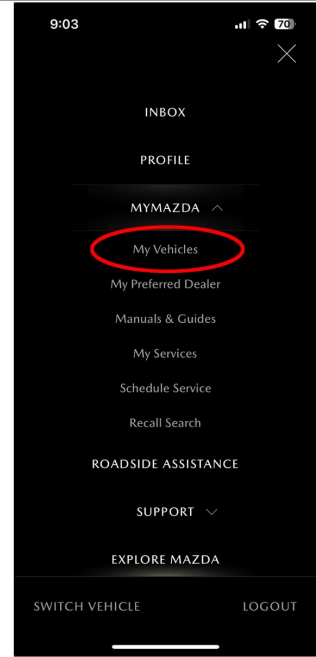 9:03
70
INBOX
PROFILE
MYMAZDA
My Vehicles
My Preferred Dealer
Manuals & Guides
My Services
Schedule Service
Recall Search
ROADSIDE ASSISTANCE
SUPPORT
EXPLORE MAZDA
SWITCH VEHICLE LOGOUT